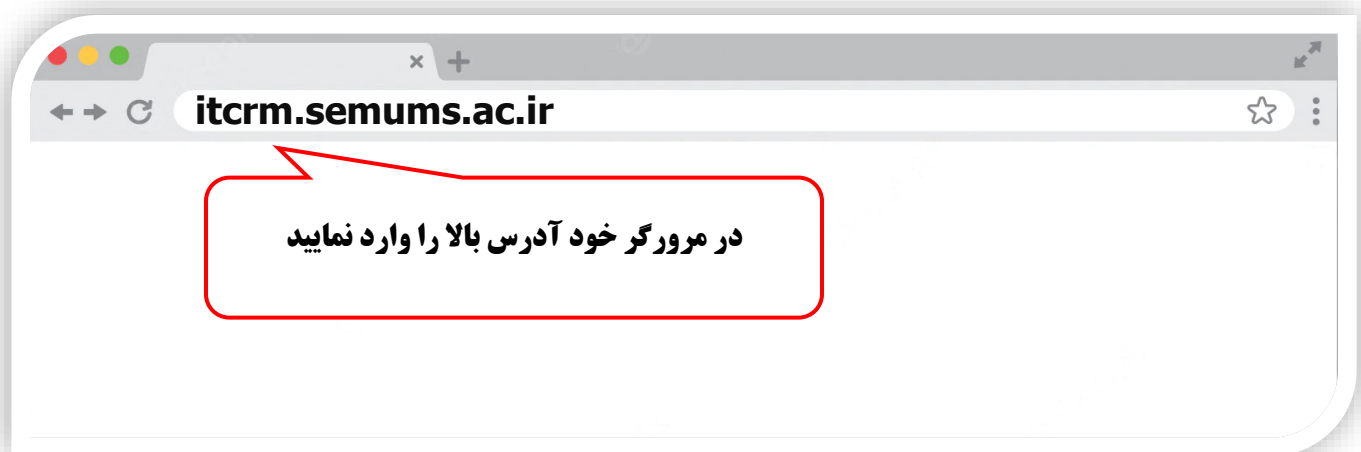 itcrm.semums.ac.ir
در مرورگر خود آدرس بالا را وارد نمایید